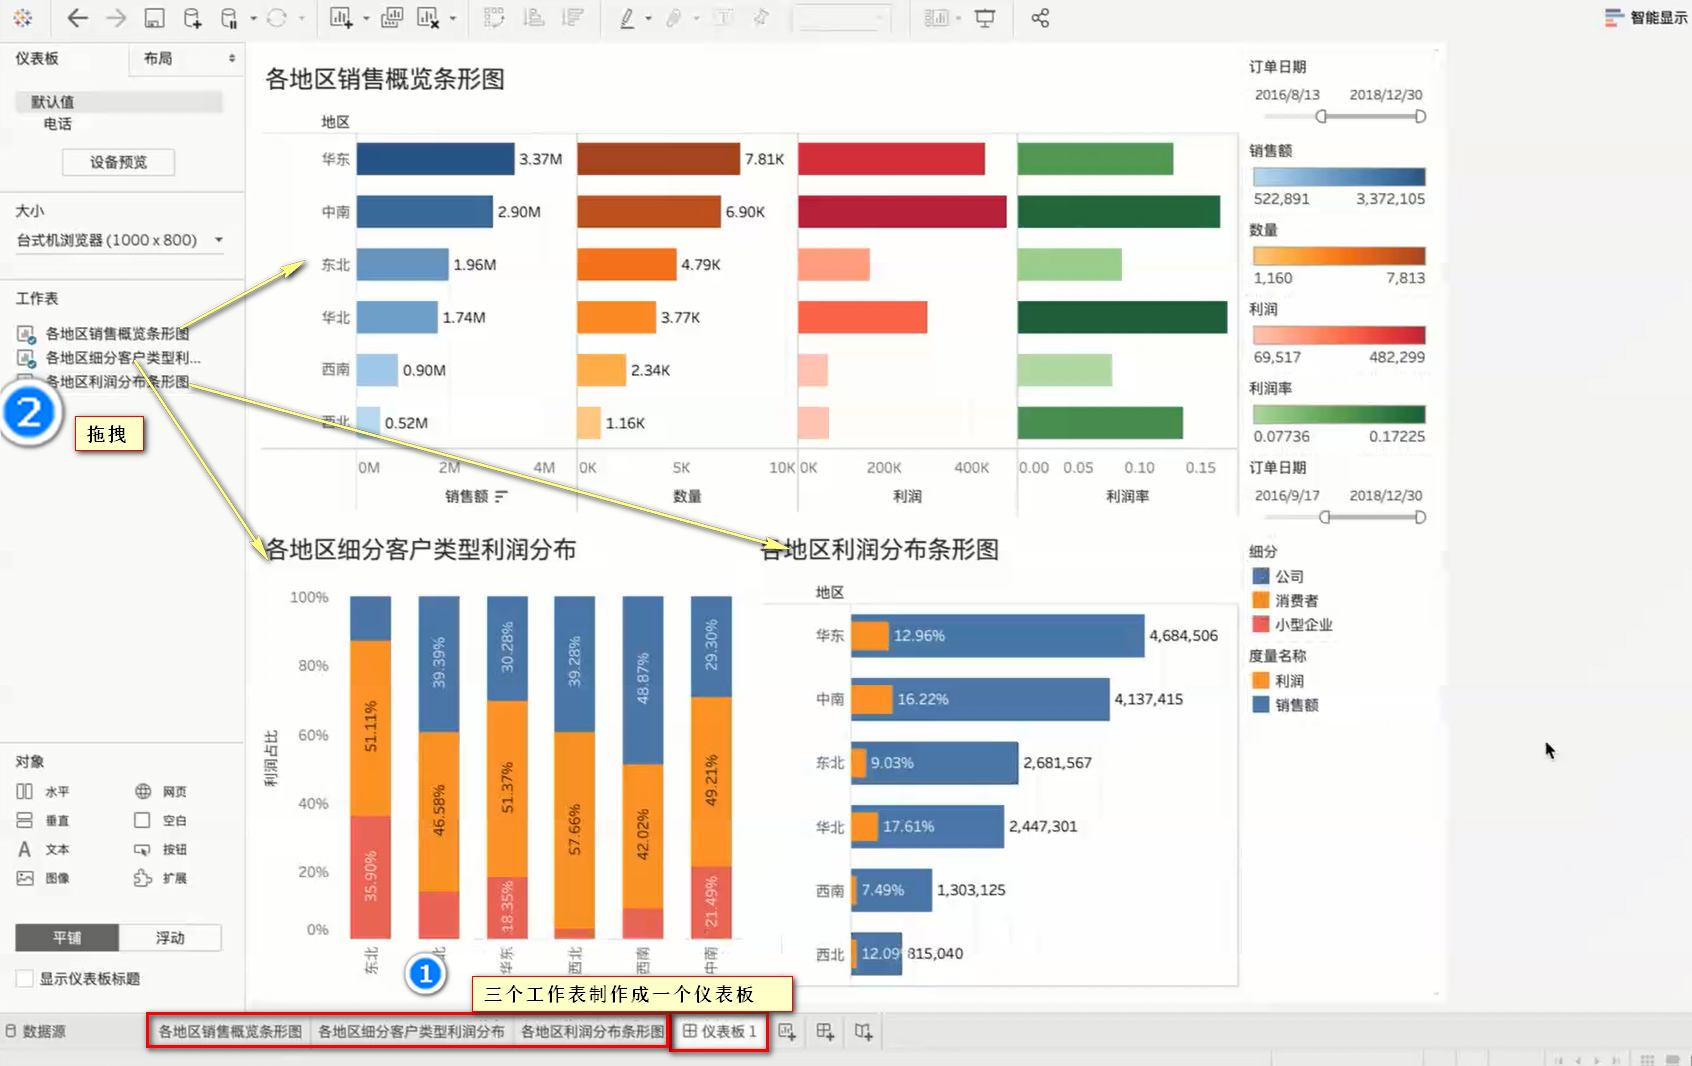 智能显示
仪表板
布局
默认值
电话
设备预览
大小
台式机浏览器 (1000 x 800)
工作表
各地区销售概览条形图
各地区细分客户类型利...
各地区利润分布条形图
2
拖拽
对象
水平
网页
垂直
空白
文本
按钮
图像
扩展
平铺
浮动
显示仪表板标题
各地区销售概览条形图
地区
华东 3.37M 7.81K
中南 2.90M 6.90K
东北 1.96M 4.79K
华北 1.74M 3.77K
西南 0.90M 2.34K
西北 0.52M 1.16K
0M 2M 4M 0K 5K 10K 0K 200K 400K 0.00 0.05 0.10 0.15
销售额 数量 利润 利润率
各地区细分客户类型利润分布
利润占比
100%
80%
60%
40%
20%
0%
51.11%
35.90%
39.39%
46.58%
30.28%
51.37%
18.35%
39.28%
57.66%
48.87%
42.02%
29.30%
49.21%
21.49%
东北
北
华东
西北
西南
中南
各地区利润分布条形图
地区
华东 12.96% 4,684,506
中南 16.22% 4,137,415
东北 9.03% 2,681,567
华北 17.61% 2,447,301
西南 7.49% 1,303,125
西北 12.09% 815,040
订单日期
2016/8/13 2018/12/30
销售额
522,891 3,372,105
数量
1,160 7,813
利润
69,517 482,299
利润率
0.07736 0.17225
订单日期
2016/9/17 2018/12/30
细分
公司
消费者
小型企业
度量名称
利润
销售额
1
三个工作表制作成一个仪表板
数据源
各地区销售概览条形图
各地区细分客户类型利润分布
各地区利润分布条形图
仪表板 1